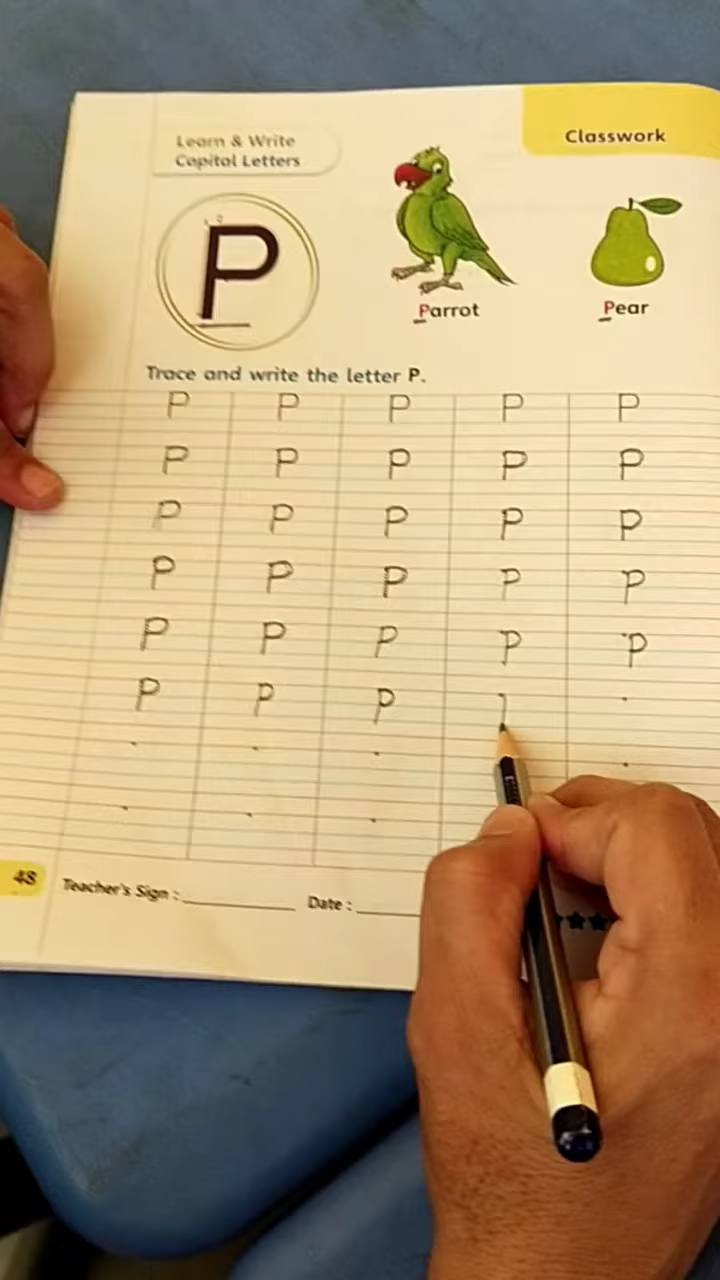 Learn & Write
Capital Letters
Classwork
P
Parrot
Pear
Trace and write the letter P.
P P P P P
P P P P P
P P P P P
P P P P P
P P P P P
P P P
48
Teacher's Sign : Date :